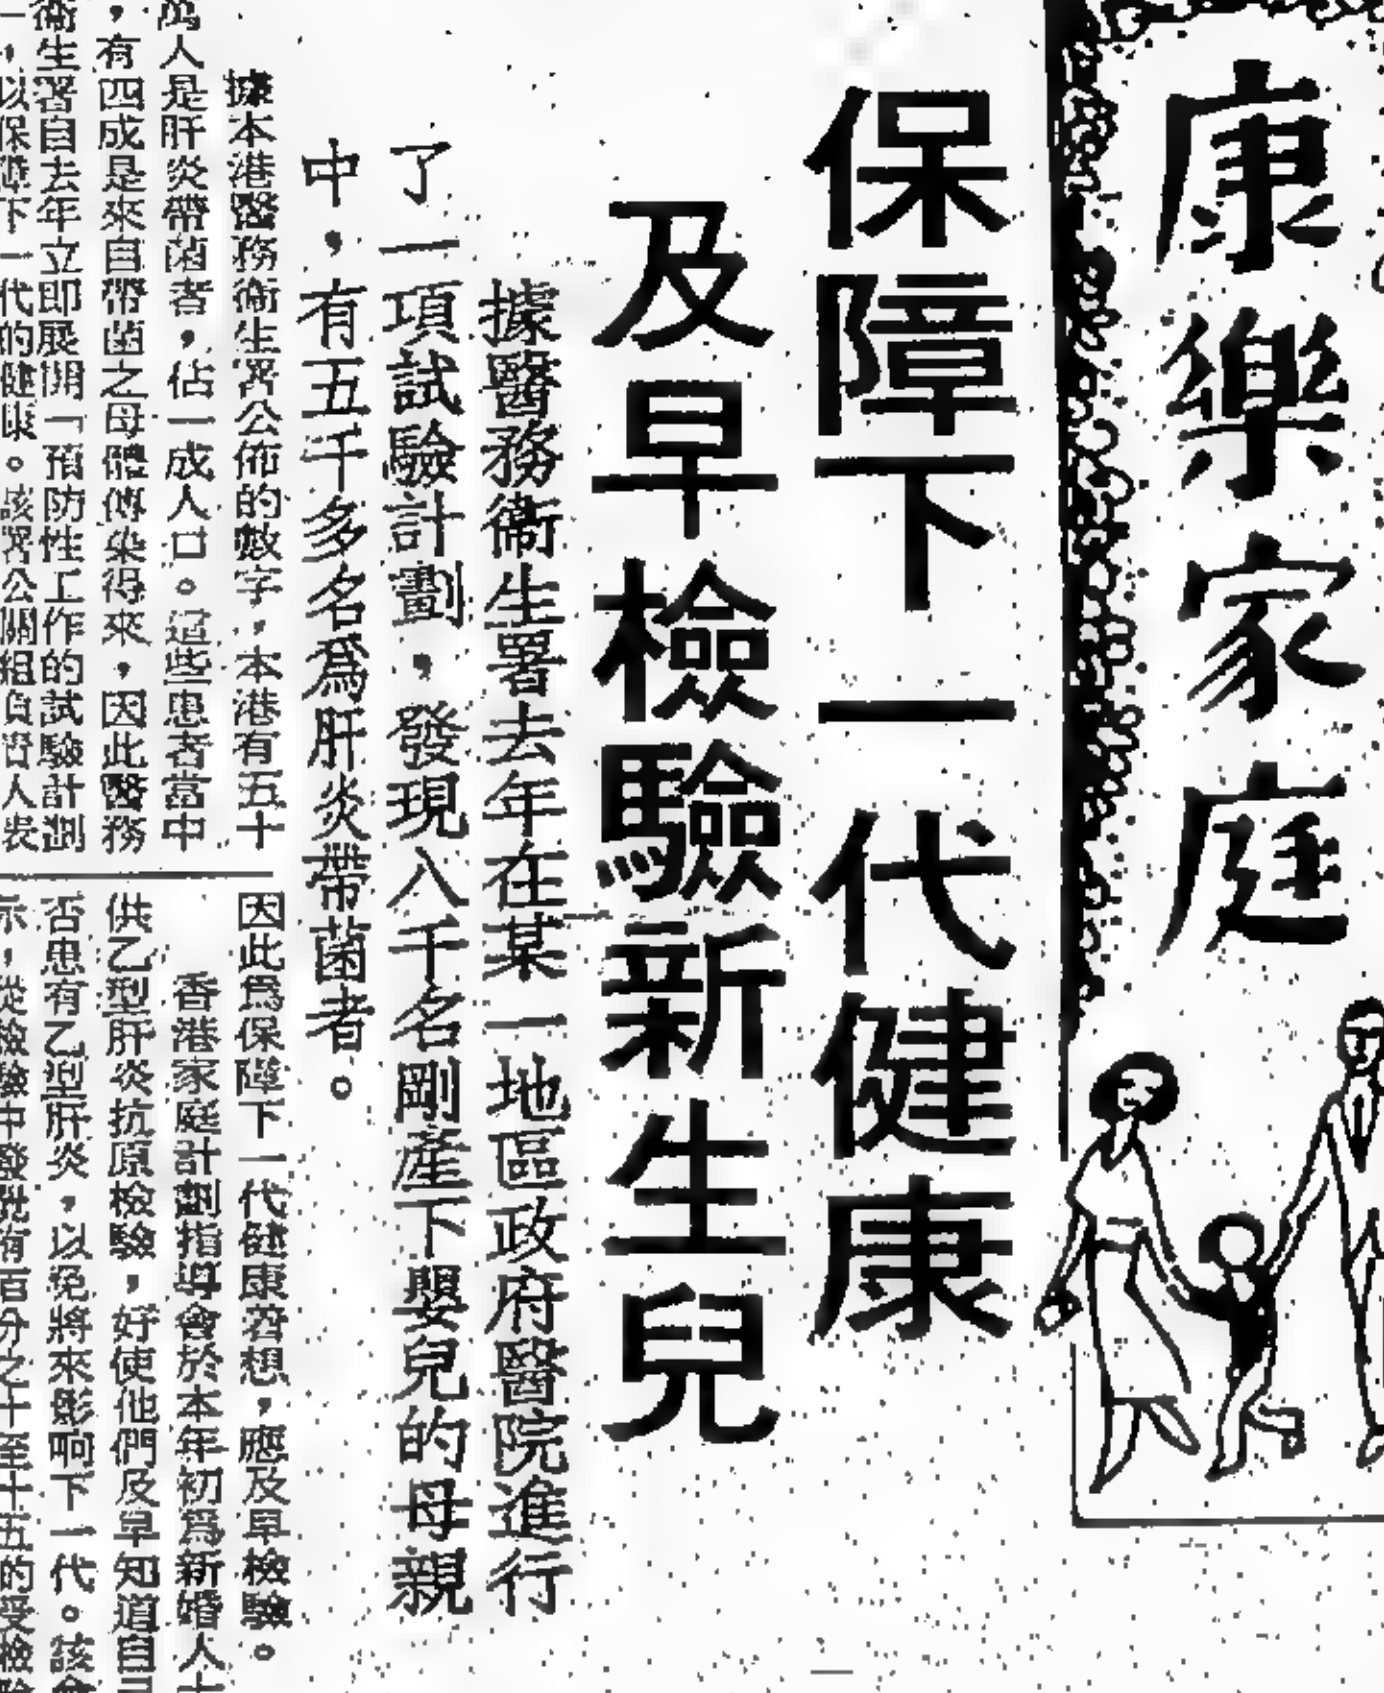 康樂家庭
保障下一代健康
及早檢驗新生兒
據醫務衞生署去年在某一地區政府醫院進行
了一項試驗計劃，發現八千名剛產下嬰兒的母親
中，有五千多名為肝炎帶菌者。
據本港醫務衞生署公佈的數字，本港有五十
萬人是肝炎帶菌者，佔一成人口。這些患者當中
，有四成是來自帶菌之母體傳染得來，因此醫務
衞生署自去年立即展開「預防性工作的試驗計劃
，以保障下一代的健康。該署公關組負責人表
因此爲保障下一代健康着想，應及早檢驗。
香港家庭計劃指導會於本年初爲新婚人士
供乙型肝炎抗原檢驗，好使他們及早知道自己
否患有乙型肝炎，以免將來影响下一代。該會
示，從檢驗中發現有百分之十至十五的受檢驗